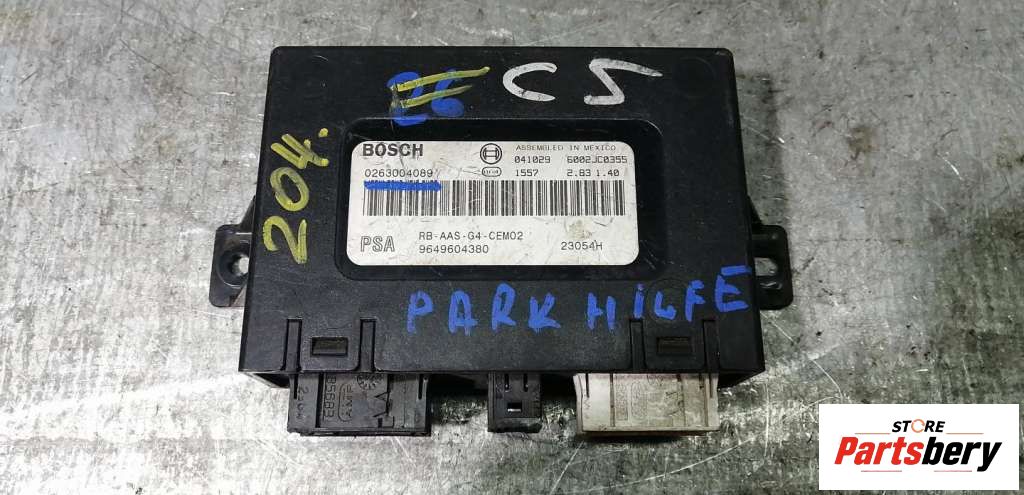 C5
204.
BOSCH
ASSEMBLED IN MEXICO
041029 6002JC0355
0263004089
1557 2.83 1.40
PSA
RB-AAS-G4-CEM02
9649604380
23054H
PARK HILFE
AMP
STORE
Partsbery